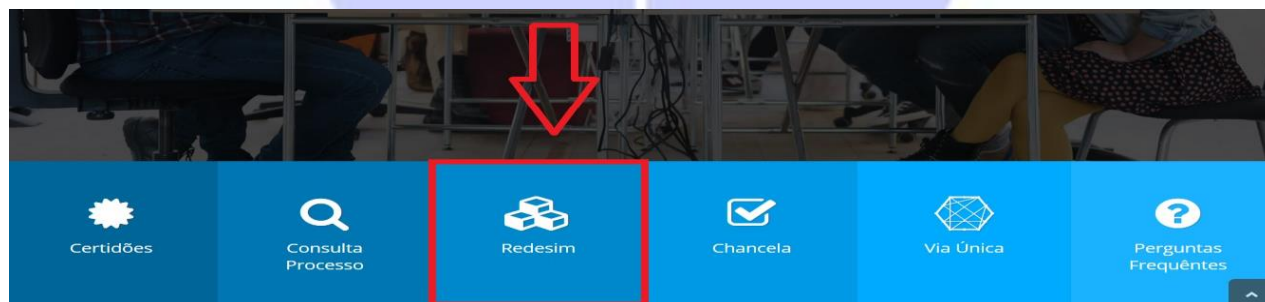 Certidões
Consulta
Processo
Redesim
Chancela
Via Única
Perguntas
Frequêntes